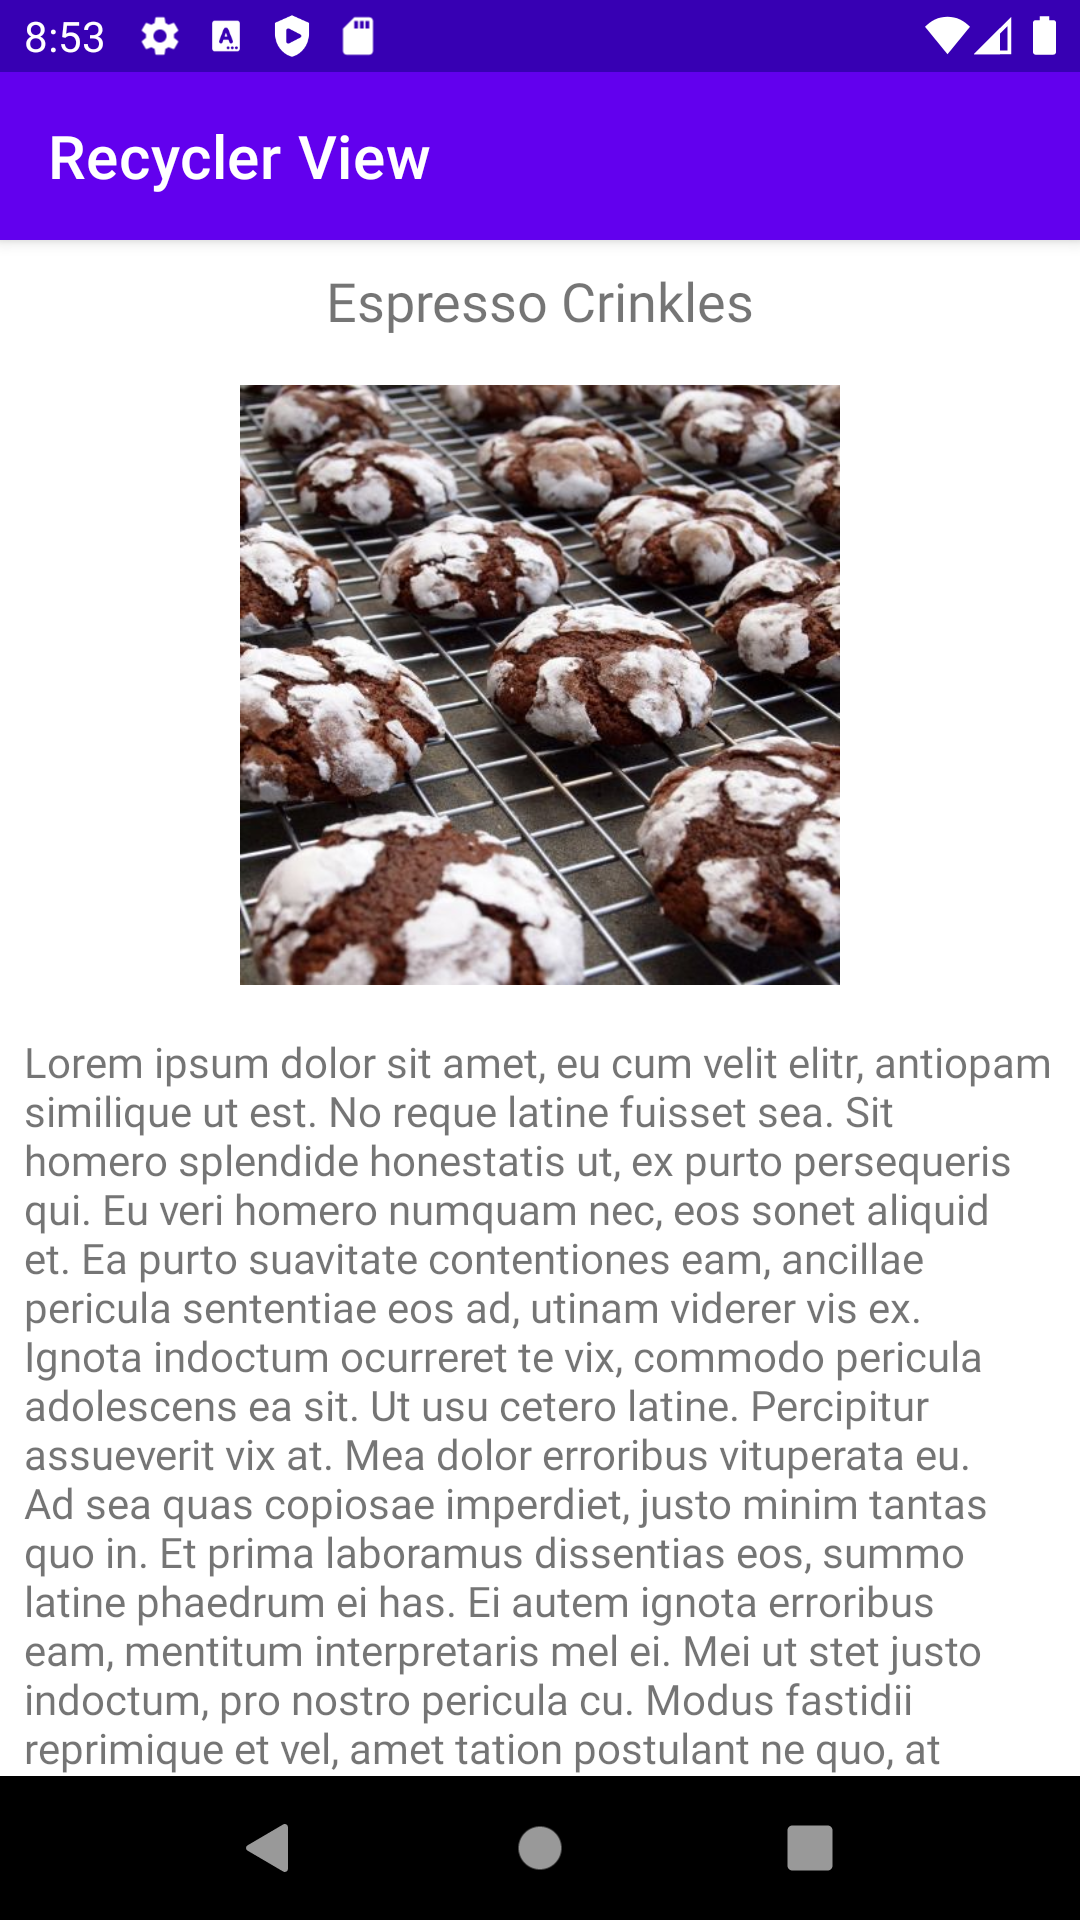 8:53
Recycler View
Espresso Crinkles
Lorem ipsum dolor sit amet, eu cum velit elitr, antiopam
similique ut est. No reque latine fuisset sea. Sit
homero splendide honestatis ut, ex purto persequeris
qui. Eu veri homero numquam nec, eos sonet aliquid
et. Ea purto suavitate contentiones eam, ancillae
pericula sententiae eos ad, utinam viderer vis ex.
Ignota indoctum ocurreret te vix, commodo pericula
adolescens ea sit. Ut usu cetero latine. Percipitur
assueverit vix at. Mea dolor erroribus vituperata eu.
Ad sea quas copiosae imperdiet, justo minim tantas
quo in. Et prima laboramus dissentias eos, summo
latine phaedrum ei has. Ei autem ignota erroribus
eam, mentitum interpretaris mel ei. Mei ut stet justo
indoctum, pro nostro pericula cu. Modus fastidii
reprimique et vel, amet tation postulant ne quo, at